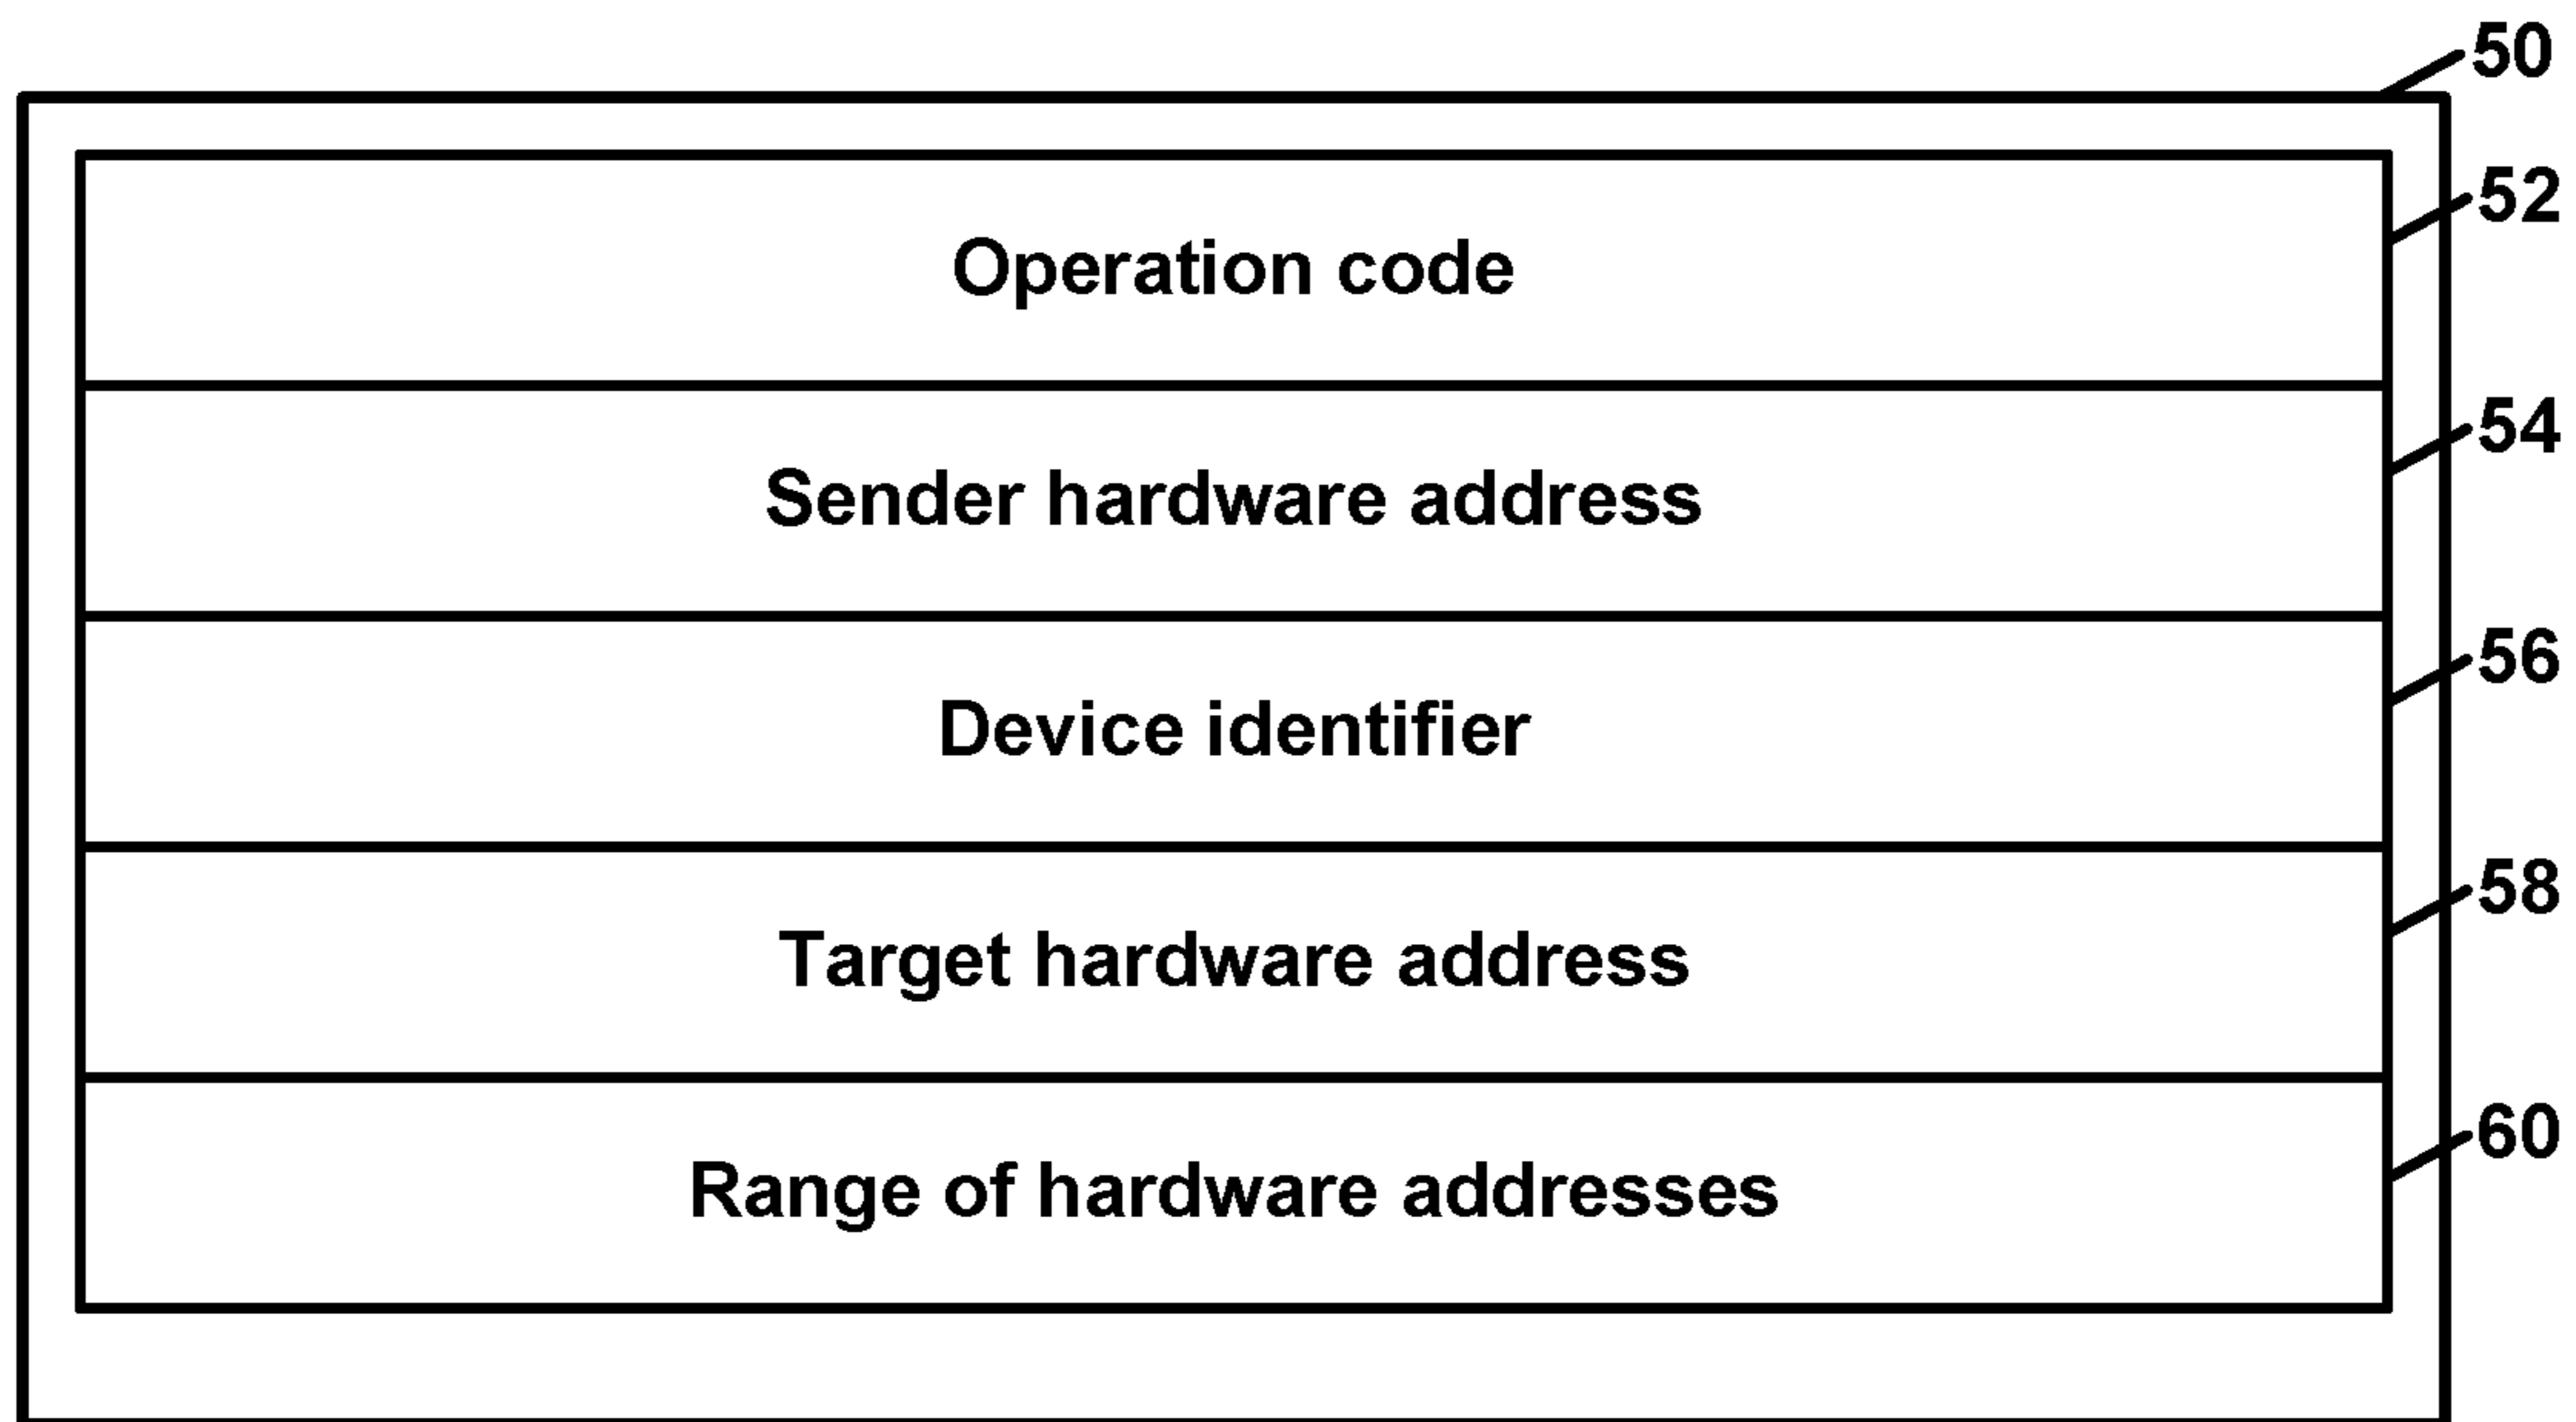 50
52
Operation code
54
Sender hardware address
56
Device identifier
58
Target hardware address
60
Range of hardware addresses